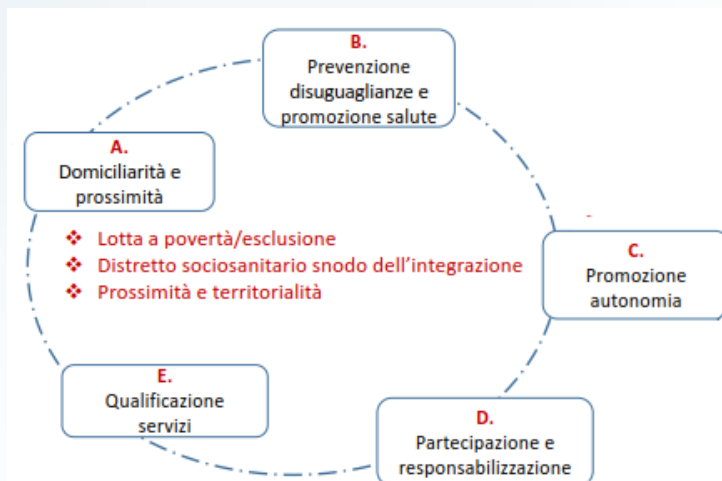 B.
Prevenzione
disuguaglianze e
promozione salute
A.
Domiciliarità e
prossimità
❖ Lotta a povertà/esclusione
❖ Distretto sociosanitario snodo dell'integrazione
❖ Prossimità e territorialità
C.
Promozione
autonomia
E.
Qualificazione
servizi
D.
Partecipazione e
responsabilizzazione